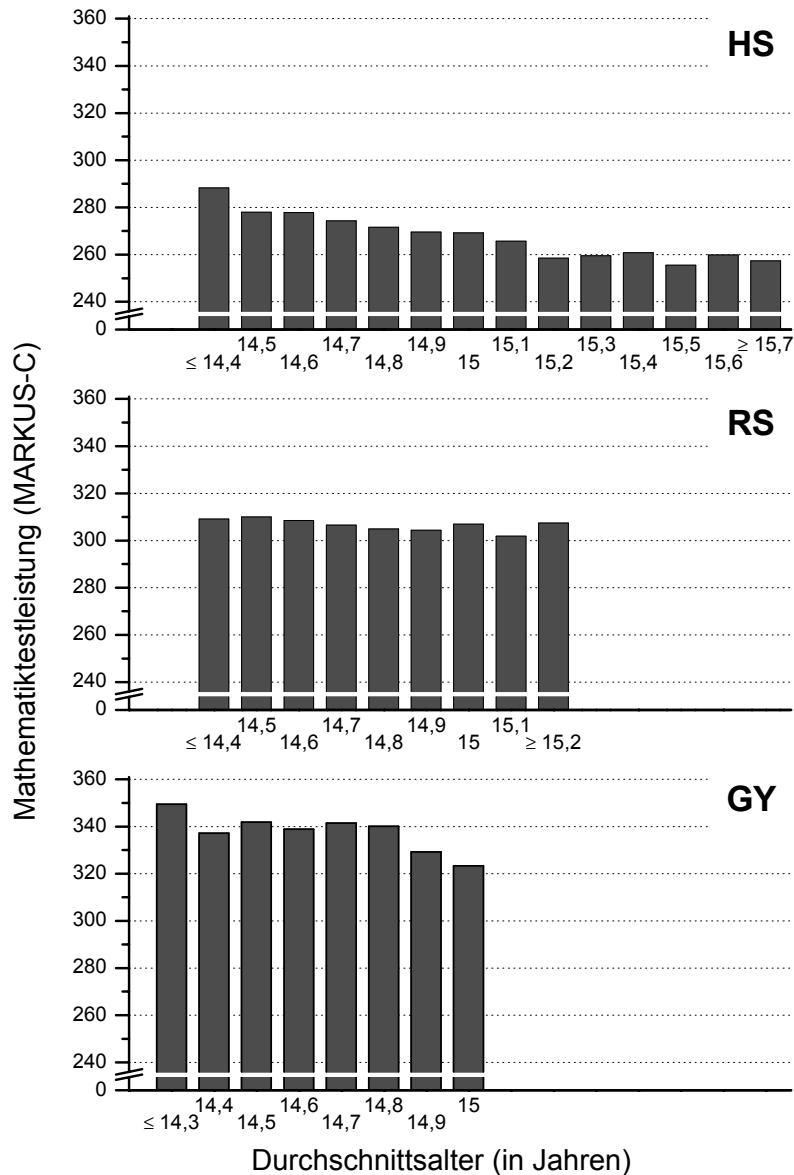 Mathematiktestleistung (MARKUS-C)
HS
360
340
320
300
280
260
240
0
14,5 14,7 14,9 15,1 15,3 15,5 ≥ 15,7
≤ 14,4 14,6 14,8 15 15,2 15,4 15,6
RS
360
340
320
300
280
260
240
0
14,5 14,7 14,9 15,1
≤ 14,4 14,6 14,8 15 ≥ 15,2
GY
360
340
320
300
280
260
240
0
14,4 14,6 14,8 15
≤ 14,3 14,5 14,7 14,9
Durchschnittsalter (in Jahren)